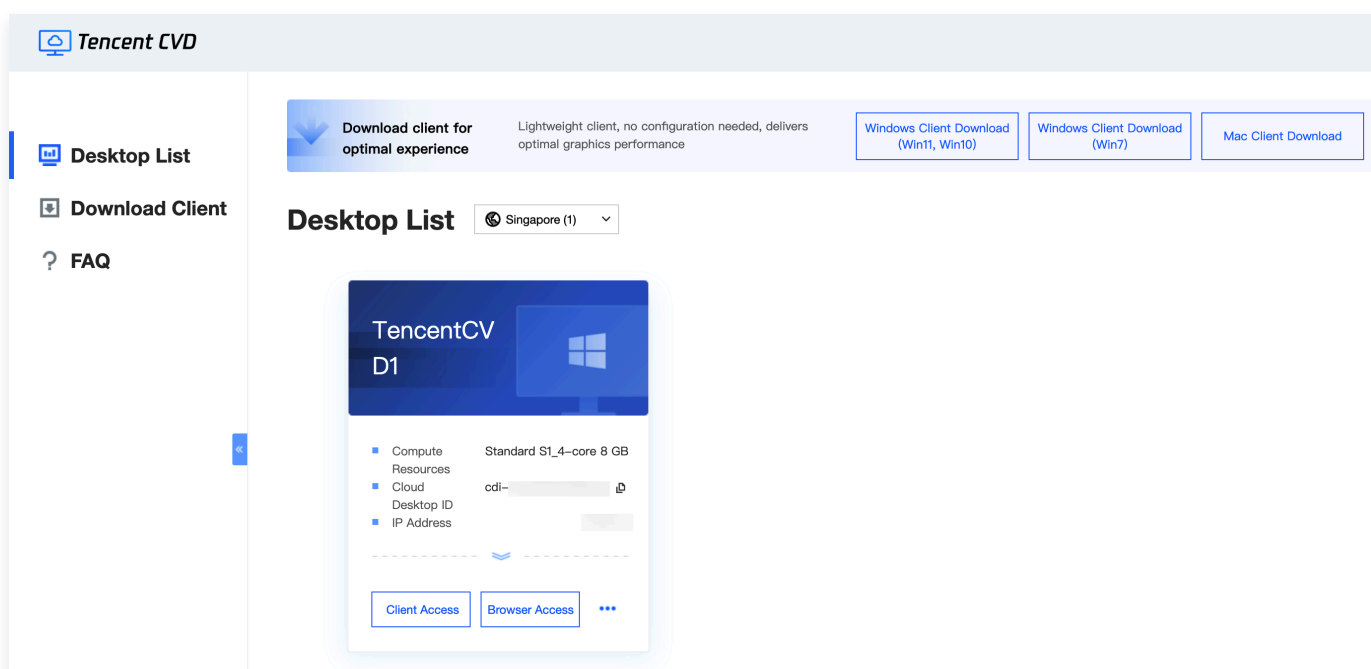 Tencent CVD
Desktop List
Download Client
? FAQ
Download client for
optimal experience
Lightweight client, no configuration needed, delivers
optimal graphics performance
Windows Client Download
(Win11, Win10)
Windows Client Download
(Win7)
Mac Client Download
Desktop List
Singapore (1)
TencentCV
D1
Compute Standard S1_4-core 8 GB
Resources
Cloud cdi-
Desktop ID
IP Address
Client Access
Browser Access
•••